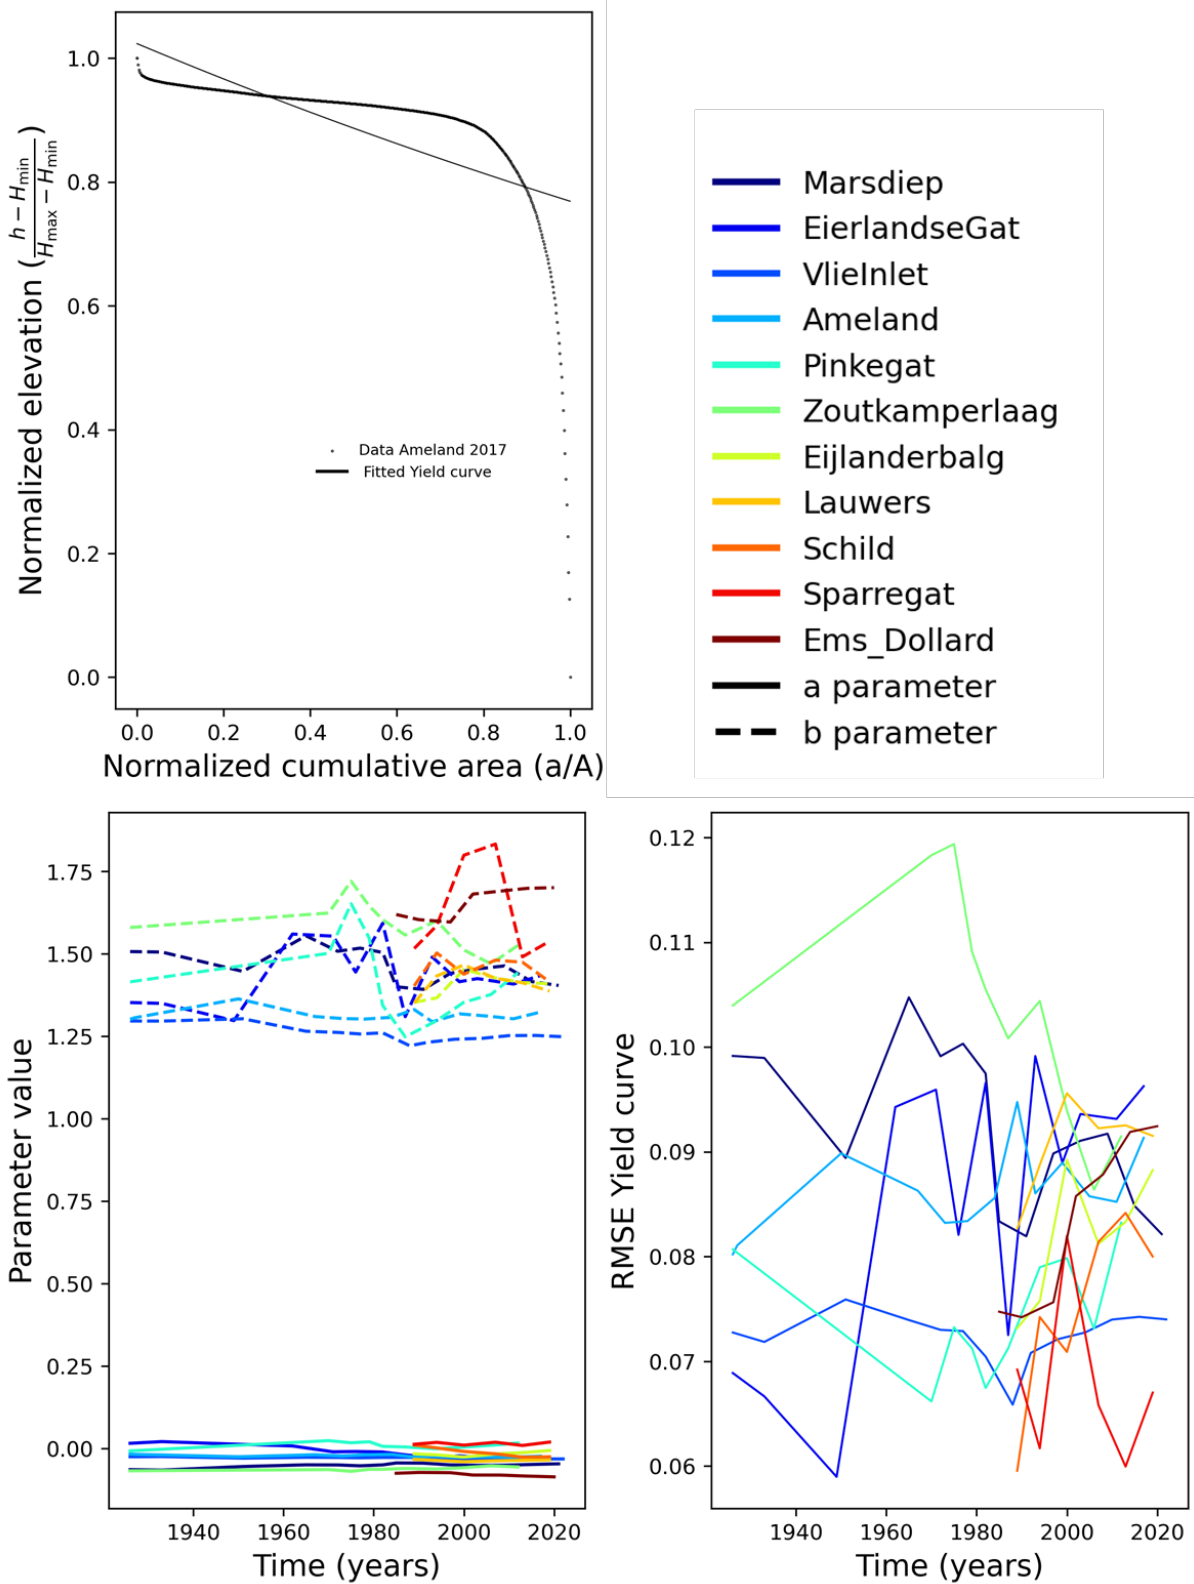 1.0
0.8
0.6
0.4
0.2
0.0
Normalized elevation (h − Hmin / Hmax − Hmin)
Data Ameland 2017
Fitted Yield curve
0.0 0.2 0.4 0.6 0.8 1.0
Normalized cumulative area (a/A)
Marsdiep
EierlandseGat
VlieInlet
Ameland
Pinkegat
Zoutkamperlaag
Eijlanderbalg
Lauwers
Schild
Sparregat
Ems_Dollard
a parameter
b parameter
1.75
1.50
1.25
1.00
0.75
0.50
0.25
0.00
Parameter value
1940 1960 1980 2000 2020
Time (years)
0.12
0.11
0.10
0.09
0.08
0.07
0.06
RMSE Yield curve
1940 1960 1980 2000 2020
Time (years)